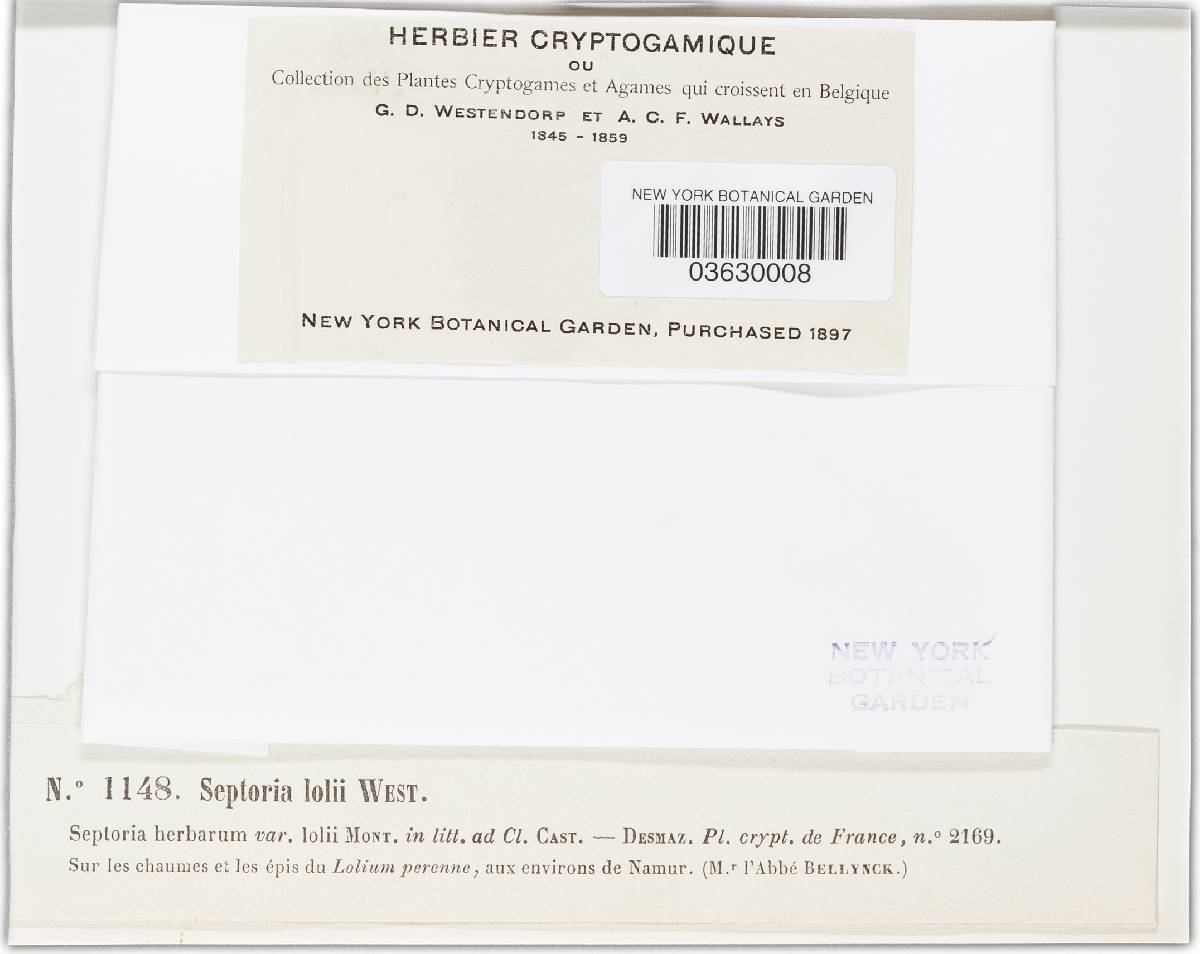 HERBIER CRYPTOGAMIQUE
OU
Collection des Plantes Cryptogames et Agames qui croissent en Belgique
G. D. WESTENDORP ET A. C. F. WALLAYS
1845 - 1859
NEW YORK BOTANICAL GARDEN
03630008
NEW YORK BOTANICAL GARDEN, PURCHASED 1897
NEW YORK
BOTANICAL
GARDEN
N.º 1148. Septoria lolii WEST.
Septoria herbarum var. lolii MONT. in litt. ad Cl. CAST. — DESMAZ. Pl. crypt. de France, n.º 2169.
Sur les chaumes et les épis du Lolium perenne, aux environs de Namur. (M.r l'Abbé BELLYNCK.)